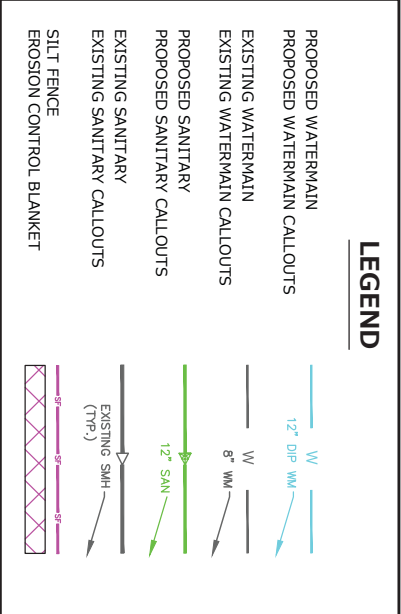 LEGEND
PROPOSED WATERMAIN
W
PROPOSED WATERMAIN CALLOUTS
12" DIP WM
EXISTING WATERMAIN
W
EXISTING WATERMAIN CALLOUTS
8" WM
PROPOSED SANITARY
PROPOSED SANITARY CALLOUTS
12" SAN
EXISTING SANITARY
EXISTING SANITARY CALLOUTS
EXISTING SMH
(TYP.)
SILT FENCE
SF SF SF
EROSION CONTROL BLANKET